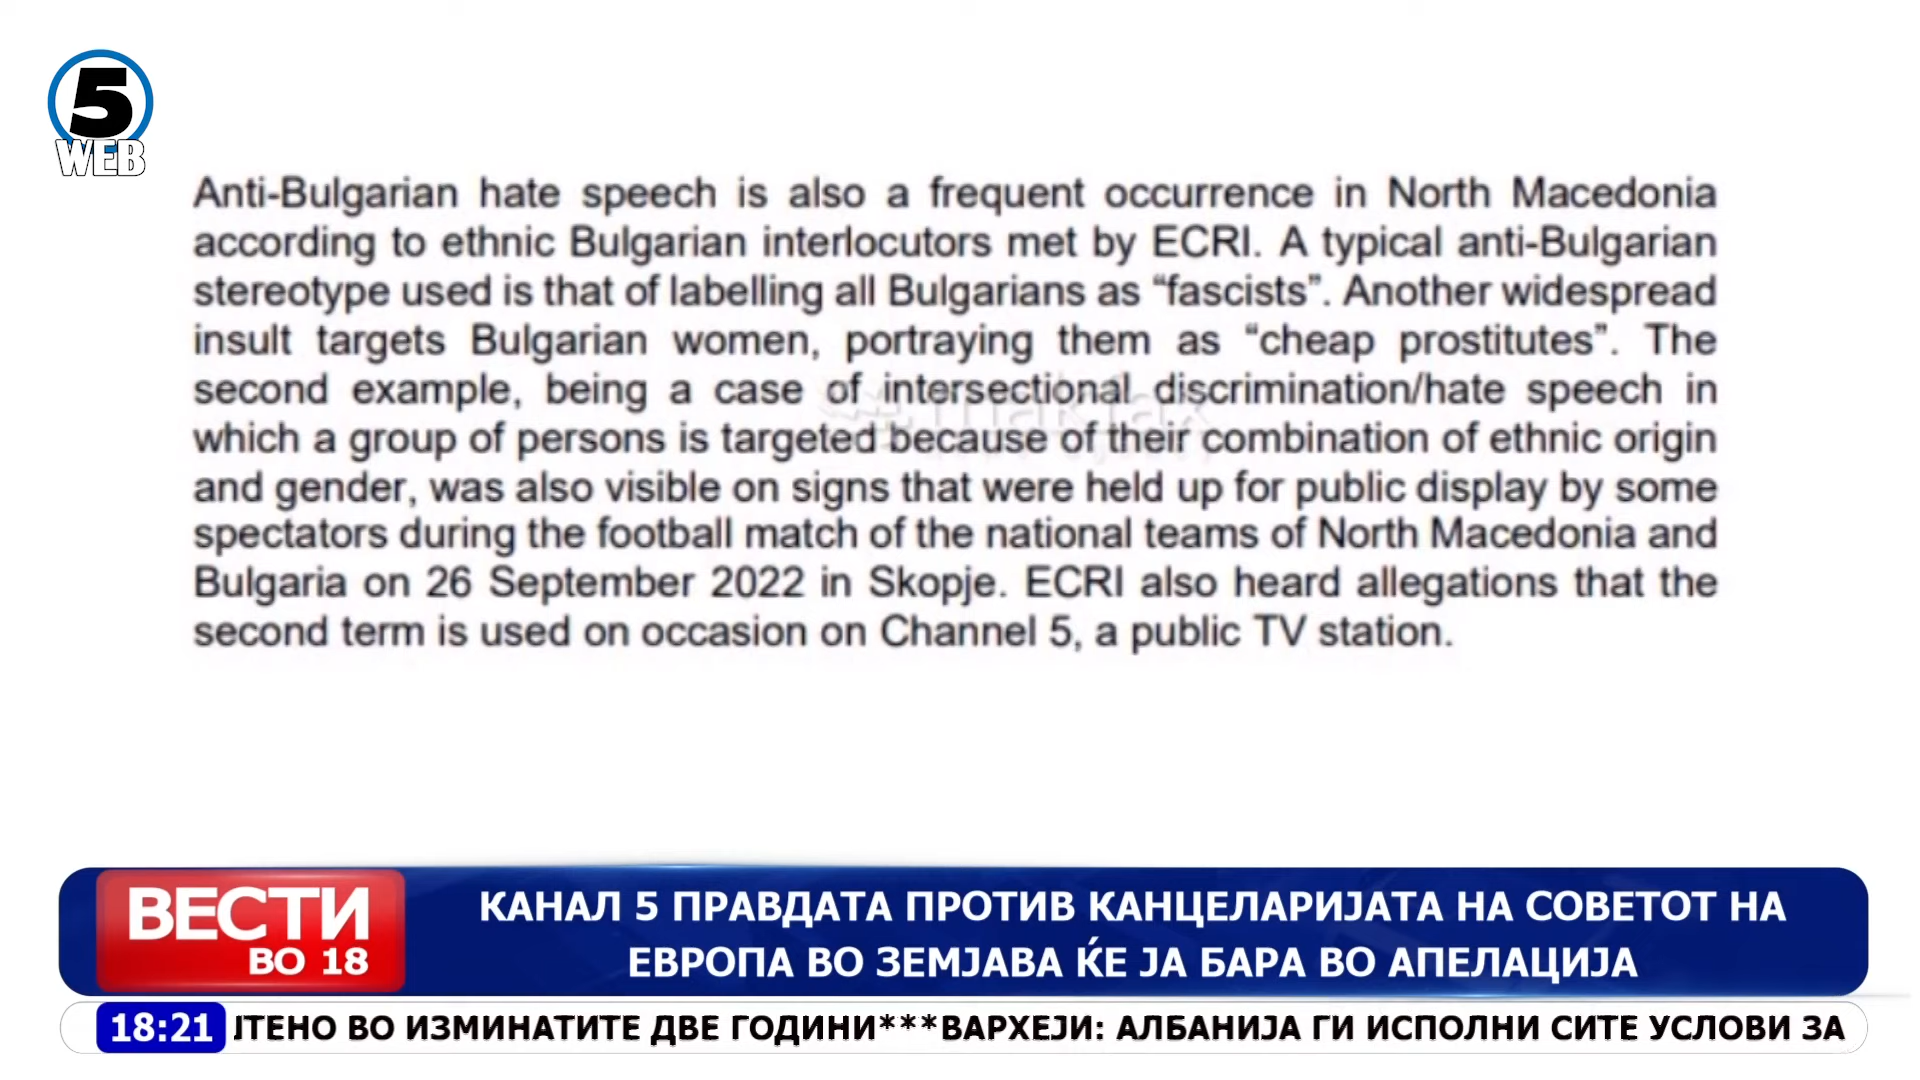 5
WEB
Anti-Bulgarian hate speech is also a frequent occurrence in North Macedonia
according to ethnic Bulgarian interlocutors met by ECRI. A typical anti-Bulgarian
stereotype used is that of labelling all Bulgarians as “fascists”. Another widespread
insult targets Bulgarian women, portraying them as “cheap prostitutes”. The
second example, being a case of intersectional discrimination/hate speech in
which a group of persons is targeted because of their combination of ethnic origin
and gender, was also visible on signs that were held up for public display by some
spectators during the football match of the national teams of North Macedonia and
Bulgaria on 26 September 2022 in Skopje. ECRI also heard allegations that the
second term is used on occasion on Channel 5, a public TV station.
ВЕСТИ
ВО 18
КАНАЛ 5 ПРАВДАТА ПРОТИВ КАНЦЕЛАРИЈАТА НА СОВЕТОТ НА
ЕВРОПА ВО ЗЕМЈАВА ЌЕ ЈА БАРА ВО АПЕЛАЦИЈА
18:21 ЈТЕНО ВО ИЗМИНАТИТЕ ДВЕ ГОДИНИ***ВАРХЕЈИ: АЛБАНИЈА ГИ ИСПОЛНИ СИТЕ УСЛОВИ ЗА